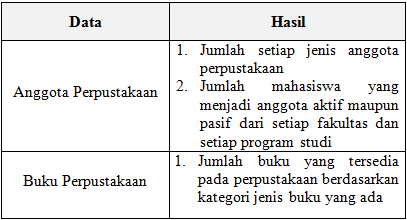 Data
Hasil
Anggota Perpustakaan
1. Jumlah setiap jenis anggota
perpustakaan
2. Jumlah mahasiswa yang
menjadi anggota aktif maupun
pasif dari setiap fakultas dan
setiap program studi
Buku Perpustakaan
1. Jumlah buku yang tersedia
pada perpustakaan berdasarkan
kategori jenis buku yang ada